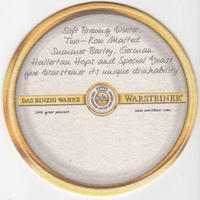 Soft Brewing Water
Two-Row Malted
Summer Barley, German
Hallertau Hops and Special Yeast
give Warsteiner its unique drinkability
DAS EINZIG WAHRE WARSTEINER